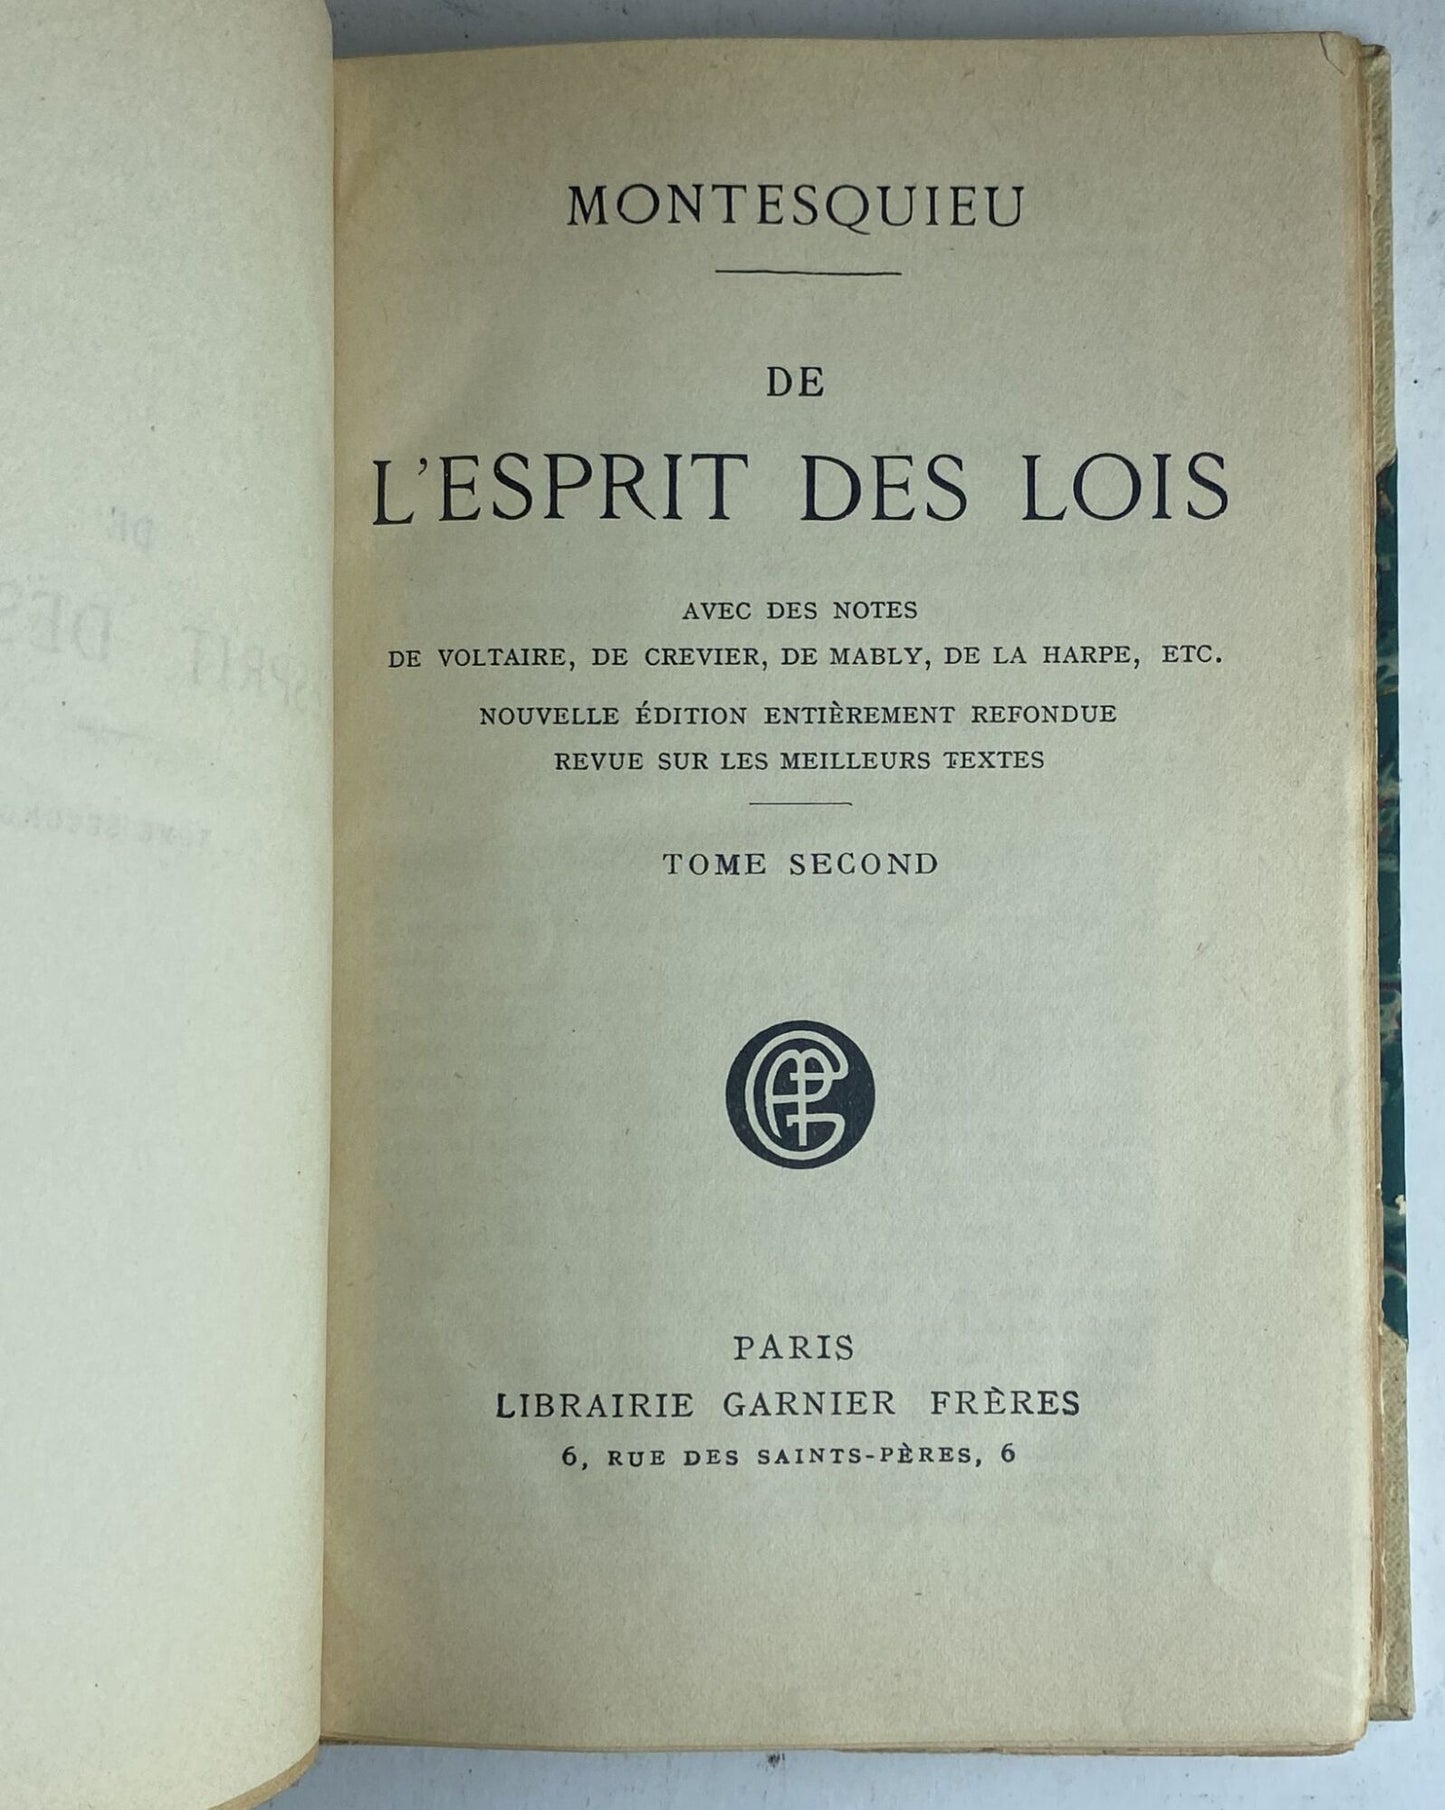 MONTESQUIEU
DE
L'ESPRIT DES LOIS
AVEC DES NOTES
DE VOLTAIRE, DE CREVIER, DE MABLY, DE LA HARPE, ETC.
NOUVELLE ÉDITION ENTIÈREMENT REFONDUE
REVUE SUR LES MEILLEURS TEXTES
TOME SECOND
PARIS
LIBRAIRIE GARNIER FRÈRES
6, RUE DES SAINTS-PÈRES, 6